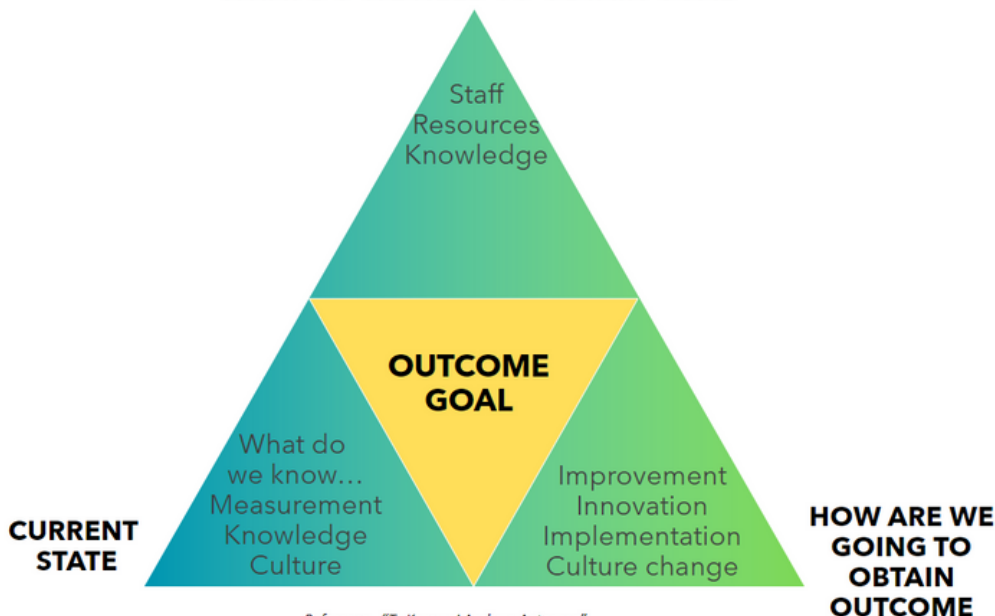 Staff
Resources
Knowledge
OUTCOME
GOAL
What do
we know...
Measurement
Knowledge
Culture
CURRENT
STATE
Improvement
Innovation
Implementation
Culture change
HOW ARE WE
GOING TO
OBTAIN
OUTCOME